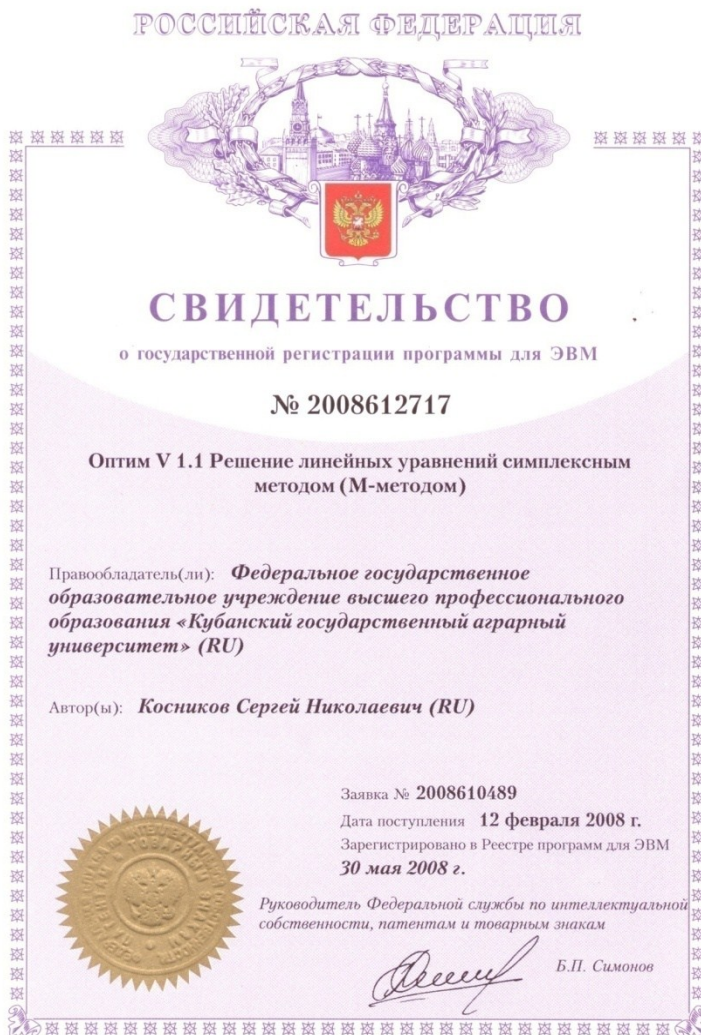 РОССИЙСКАЯ ФЕДЕРАЦИЯ
СВИДЕТЕЛЬСТВО
о государственной регистрации программы для ЭВМ
№ 2008612717
Оптим V 1.1 Решение линейных уравнений симплексным
методом (М-методом)
Правообладатель(ли): Федеральное государственное
образовательное учреждение высшего профессионального
образования «Кубанский государственный аграрный
университет» (RU)
Автор(ы): Косников Сергей Николаевич (RU)
Заявка № 2008610489
Дата поступления 12 февраля 2008 г.
Зарегистрировано в Реестре программ для ЭВМ
30 мая 2008 г.
Руководитель Федеральной службы по интеллектуальной
собственности, патентам и товарным знакам
Б.П. Симонов